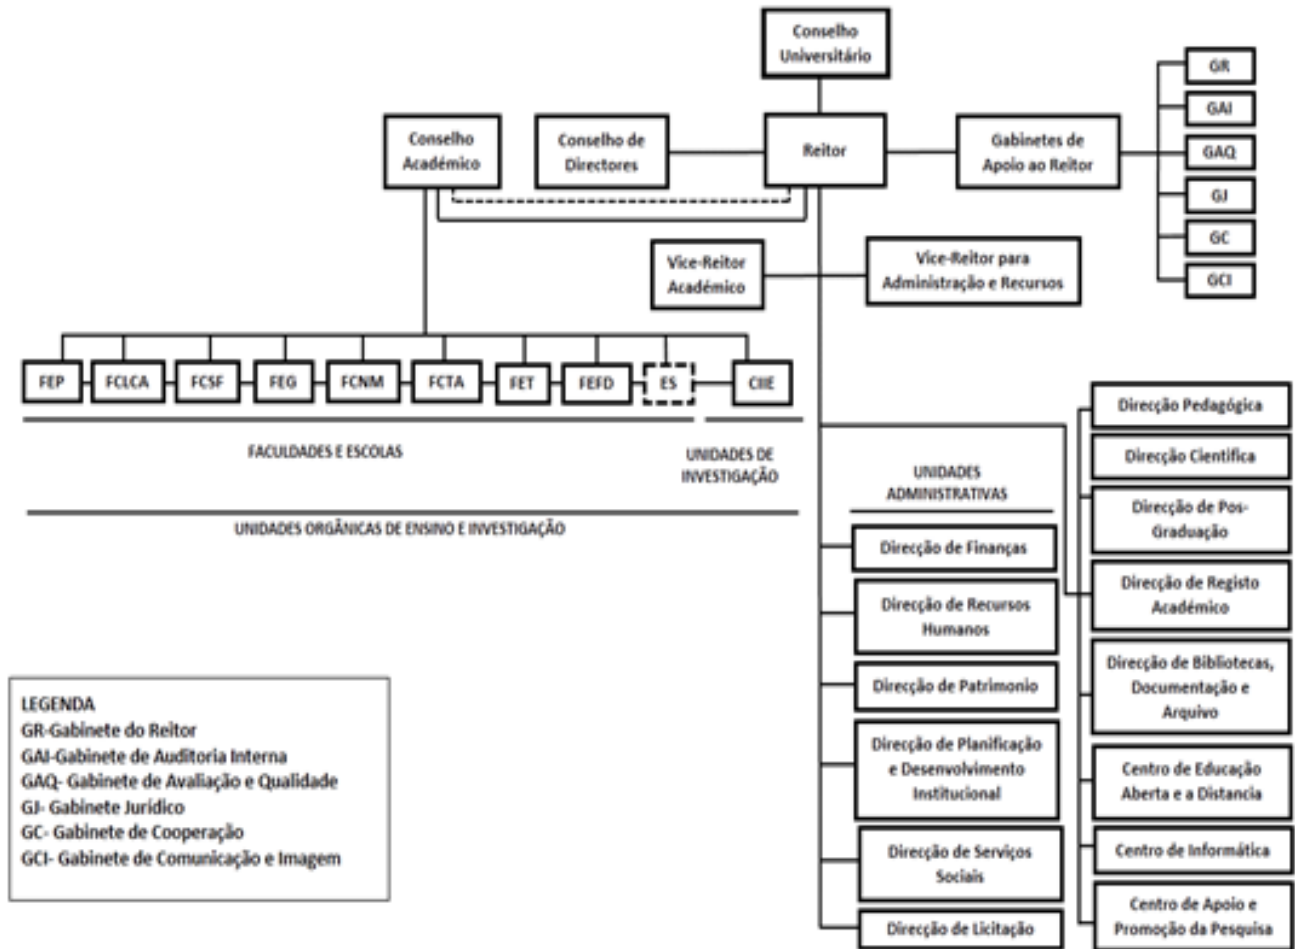 Conselho
Universitário
Conselho
Académico
Conselho de
Directores
Reitor
Gabinetes de
Apoio ao Reitor
GR
GAI
GAQ
GJ
GC
GCI
Vice-Reitor
Académico
Vice-Reitor para
Administração e Recursos
FEP
FCLCA
FCSF
FEG
FCNM
FCTA
FET
FEFD
ES
CIIE
FACULDADES E ESCOLAS
UNIDADES DE
INVESTIGAÇÃO
UNIDADES ORGÂNICAS DE ENSINO E INVESTIGAÇÃO
UNIDADES
ADMINISTRATIVAS
Direcção de Finanças
Direcção de Recursos
Humanos
Direcção de Patrimonio
Direcção de Planificação
e Desenvolvimento
Institucional
Direcção de Serviços
Sociais
Direcção de Licitação
Direcção Pedagógica
Direcção Cientifica
Direcção de Pos-
Graduação
Direcção de Registo
Académico
Direcção de Bibliotecas,
Documentação e
Arquivo
Centro de Educação
Aberta e a Distancia
Centro de Informática
Centro de Apoio e
Promoção da Pesquisa
LEGENDA
GR-Gabinete do Reitor
GAI-Gabinete de Auditoria Interna
GAQ- Gabinete de Avaliação e Qualidade
GJ- Gabinete Jurídico
GC- Gabinete de Cooperação
GCI- Gabinete de Comunicação e Imagem